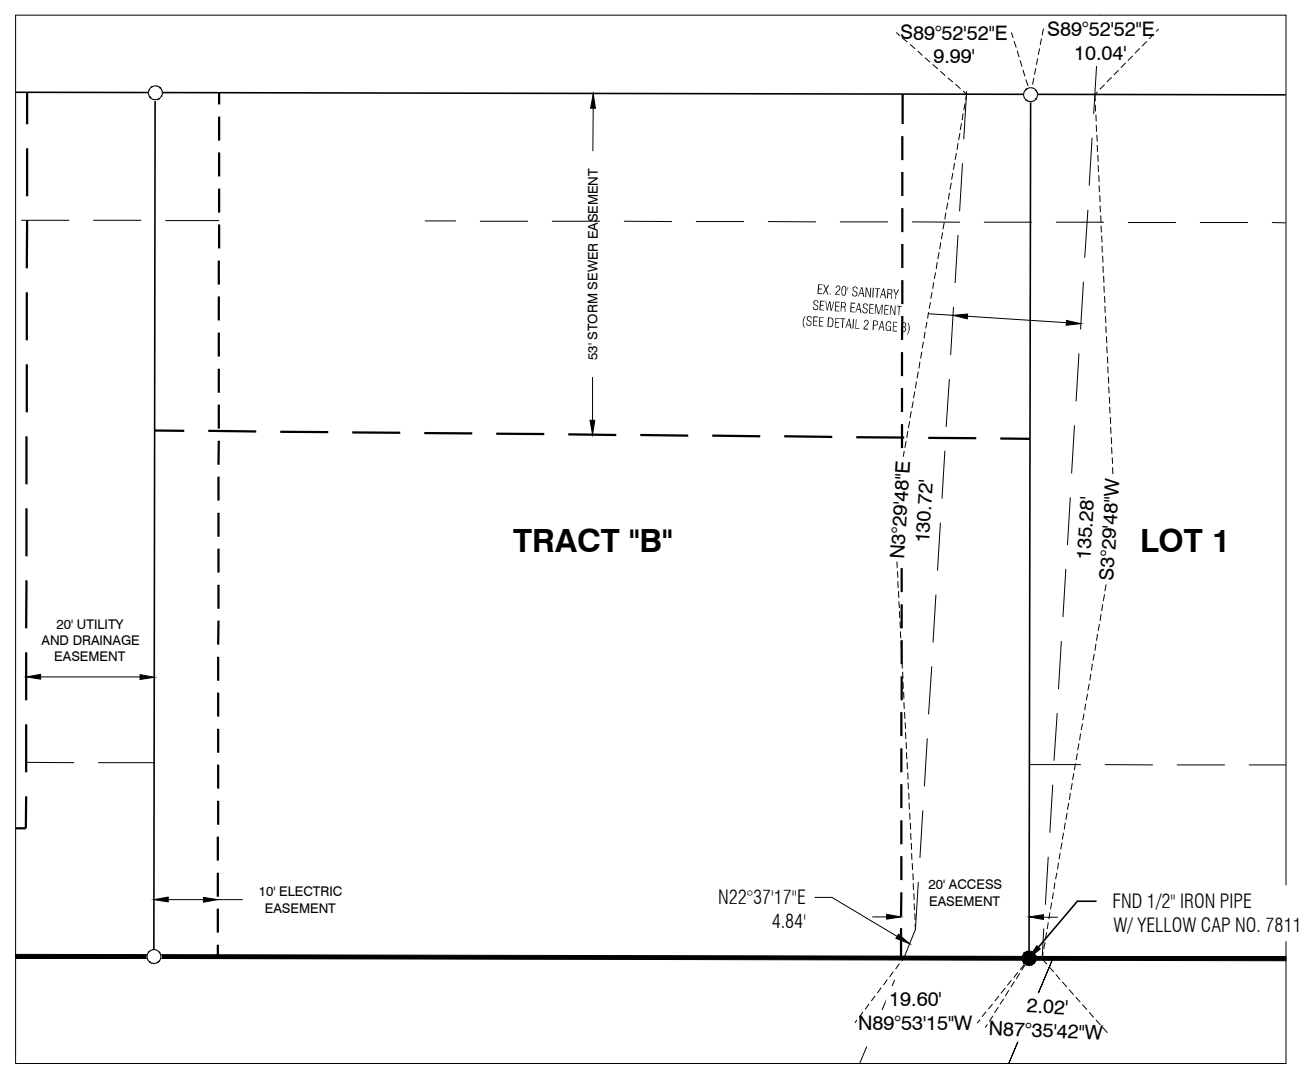 S89°52'52"E
9.99'
S89°52'52"E
10.04'
53' STORM SEWER EASEMENT
EX. 20' SANITARY
SEWER EASEMENT
(SEE DETAIL 2 PAGE 3)
N3°29'48"E
130.72'
135.28'
S3°29'48"W
TRACT "B"
LOT 1
20' UTILITY
AND DRAINAGE
EASEMENT
10' ELECTRIC
EASEMENT
N22°37'17"E
4.84'
20' ACCESS
EASEMENT
FND 1/2" IRON PIPE
W/ YELLOW CAP NO. 7811
19.60'
N89°53'15"W
2.02'
N87°35'42"W